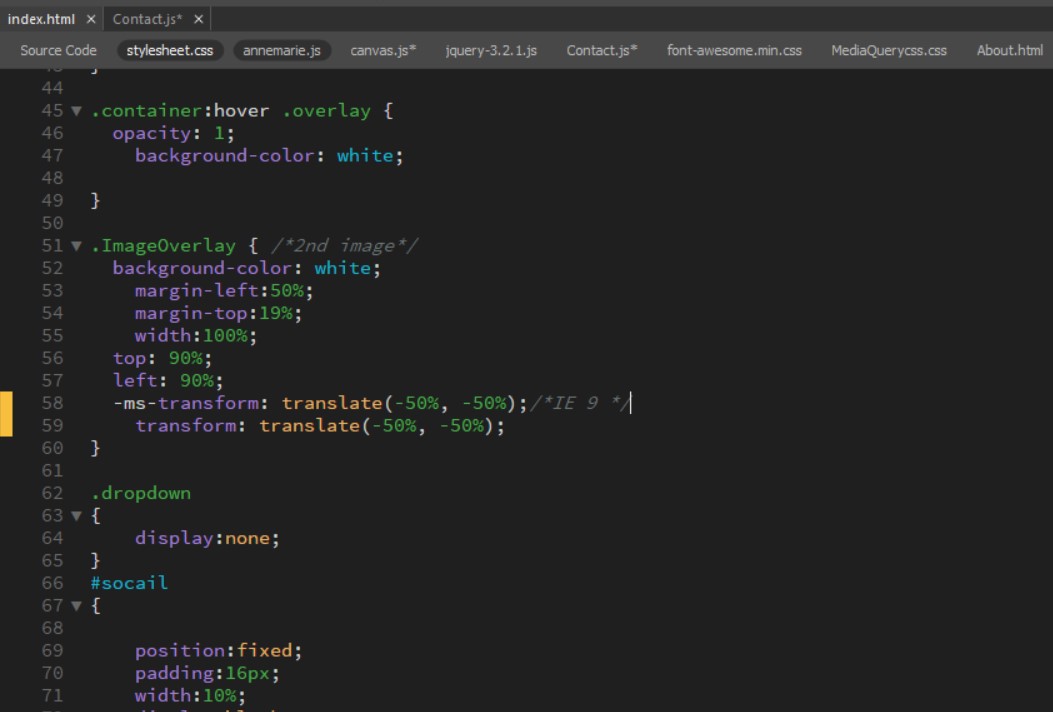 index.html × Contact.js* ×
Source Code stylesheet.css annemarie.js canvas.js* jquery-3.2.1.js Contact.js* font-awesome.min.css MediaQuerycss.css About.html
44
45 ▼ .container:hover .overlay {
46 opacity: 1;
47 background-color: white;
48
49 }
50
51 ▼ .ImageOverlay { /*2nd image*/
52 background-color: white;
53 margin-left:50%;
54 margin-top:19%;
55 width:100%;
56 top: 90%;
57 left: 90%;
58 -ms-transform: translate(-50%, -50%);/*IE 9 */
59 transform: translate(-50%, -50%);
60 }
61
62 .dropdown
63 ▼ {
64 display:none;
65 }
66 #socail
67 ▼ {
68
69 position:fixed;
70 padding:16px;
71 width:10%;